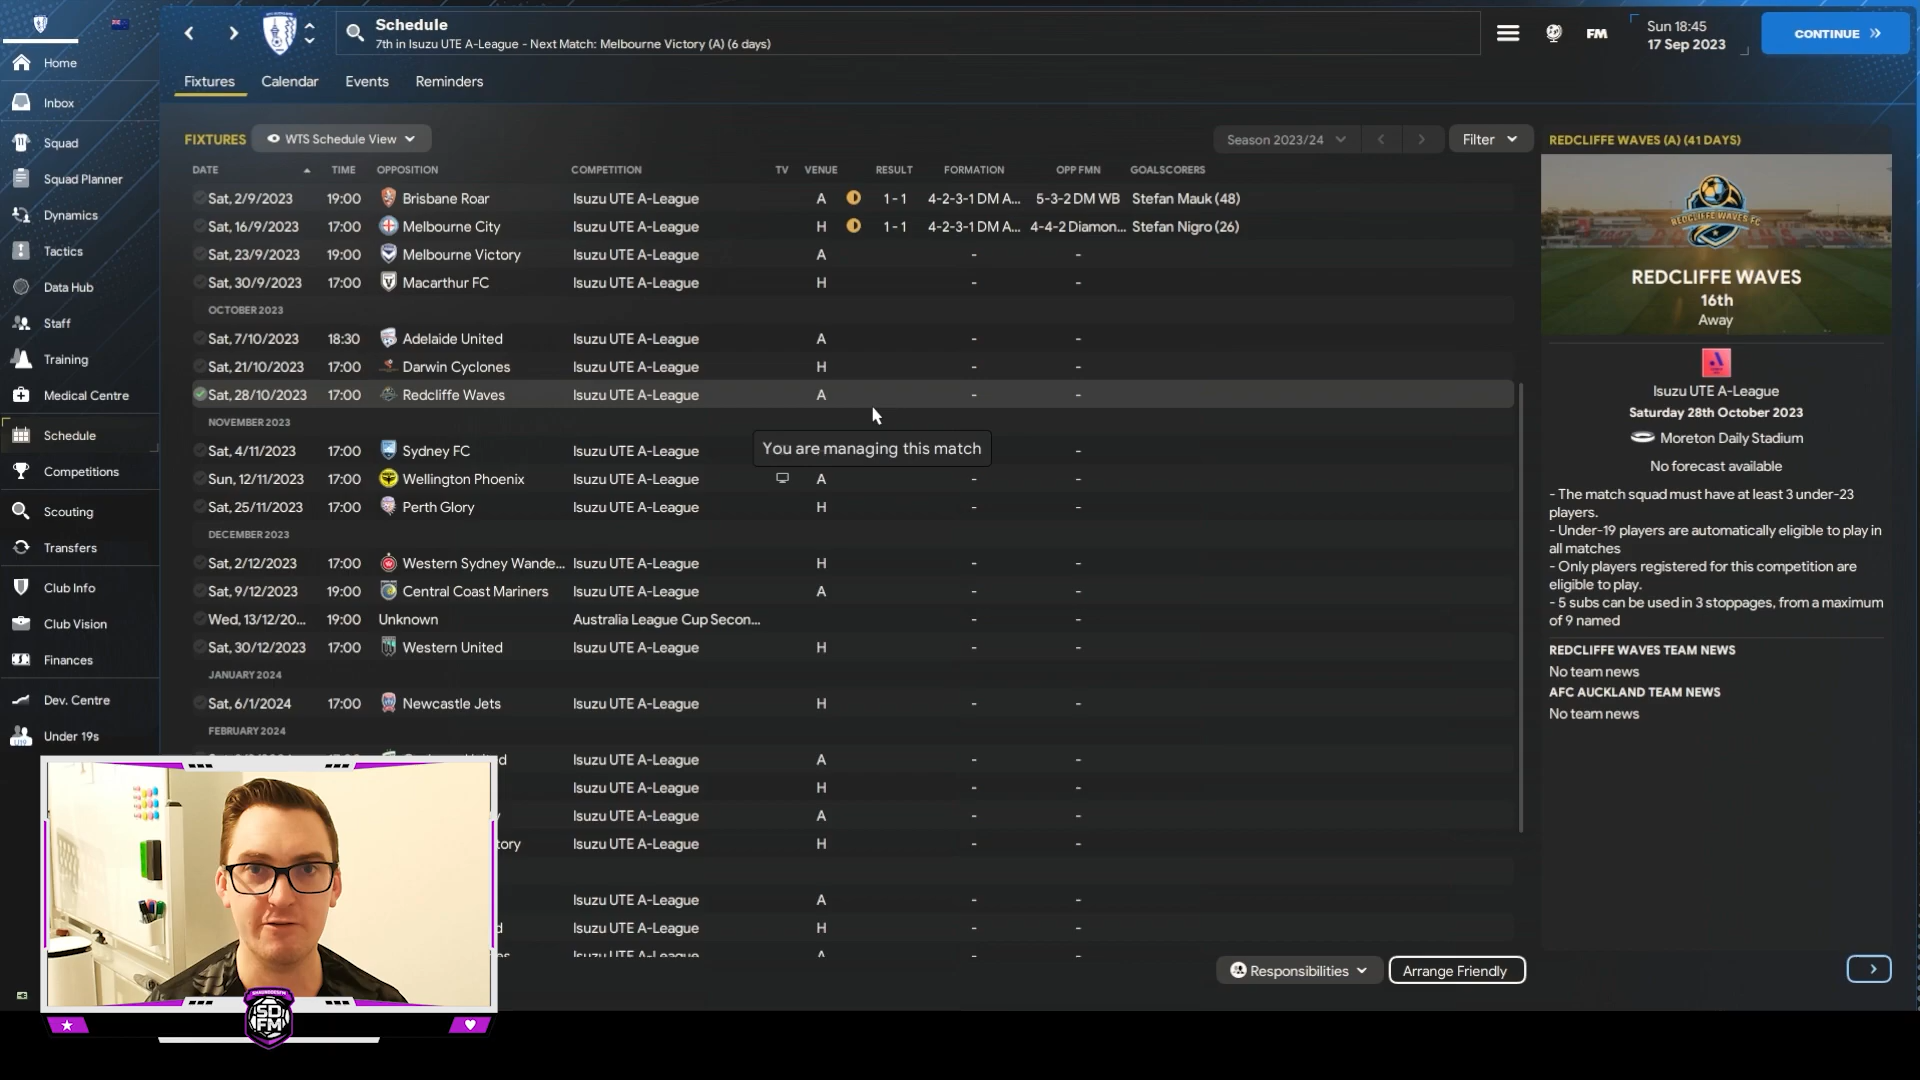 Schedule
7th in Isuzu UTE A-League - Next Match: Melbourne Victory (A) (6 days)
FM
Sun 18:45
17 Sep 2023
CONTINUE
Home
Inbox
Squad
Squad Planner
Dynamics
Tactics
Data Hub
Staff
Training
Medical Centre
Schedule
Competitions
Scouting
Transfers
Club Info
Club Vision
Finances
Dev. Centre
Under 19s
U19
Fixtures Calendar Events Reminders
FIXTURES WTS Schedule View Season 2023/24 Filter
DATE TIME OPPOSITION COMPETITION TV VENUE RESULT FORMATION OPP FMN GOALSCORERS
Sat, 2/9/2023 19:00 Brisbane Roar Isuzu UTE A-League A 1 - 1 4-2-3-1 DM A... 5-3-2 DM WB Stefan Mauk (48)
Sat, 16/9/2023 17:00 Melbourne City Isuzu UTE A-League H 1 - 1 4-2-3-1 DM A... 4-4-2 Diamon... Stefan Nigro (26)
Sat, 23/9/2023 19:00 Melbourne Victory Isuzu UTE A-League A - -
Sat, 30/9/2023 17:00 Macarthur FC Isuzu UTE A-League H - -
OCTOBER 2023
Sat, 7/10/2023 18:30 Adelaide United Isuzu UTE A-League A - -
Sat, 21/10/2023 17:00 Darwin Cyclones Isuzu UTE A-League H - -
Sat, 28/10/2023 17:00 Redcliffe Waves Isuzu UTE A-League A - -
NOVEMBER 2023
Sat, 4/11/2023 17:00 Sydney FC Isuzu UTE A-League -
You are managing this match
Sun, 12/11/2023 17:00 Wellington Phoenix Isuzu UTE A-League A - -
Sat, 25/11/2023 17:00 Perth Glory Isuzu UTE A-League H - -
DECEMBER 2023
Sat, 2/12/2023 17:00 Western Sydney Wande... Isuzu UTE A-League H - -
Sat, 9/12/2023 19:00 Central Coast Mariners Isuzu UTE A-League A - -
Wed, 13/12/20... 19:00 Unknown Australia League Cup Secon... - -
Sat, 30/12/2023 17:00 Western United Isuzu UTE A-League H - -
JANUARY 2024
Sat, 6/1/2024 17:00 Newcastle Jets Isuzu UTE A-League H - -
FEBRUARY 2024
Isuzu UTE A-League A - -
Isuzu UTE A-League H - -
Isuzu UTE A-League A - -
Isuzu UTE A-League H - -
Isuzu UTE A-League A - -
Isuzu UTE A-League H - -
Isuzu UTE A-League A - -
Responsibilities Arrange Friendly
REDCLIFFE WAVES (A) (41 DAYS)
REDCLIFFE WAVES FC
REDCLIFFE WAVES
16th
Away
Isuzu UTE A-League
Saturday 28th October 2023
Moreton Daily Stadium
No forecast available
- The match squad must have at least 3 under-23
players.
- Under-19 players are automatically eligible to play in
all matches
- Only players registered for this competition are
eligible to play.
- 5 subs can be used in 3 stoppages, from a maximum
of 9 named
REDCLIFFE WAVES TEAM NEWS
No team news
AFC AUCKLAND TEAM NEWS
No team news
SD
FM